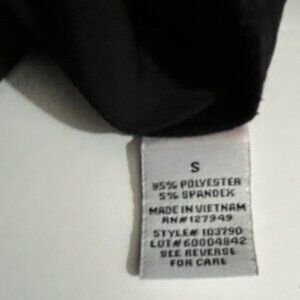 S
95% POLYESTER
5% SPANDEX
MADE IN VIETNAM
RN#127949
STYLE# 103790
LOT# 60004842
SEE REVERSE
FOR CARE